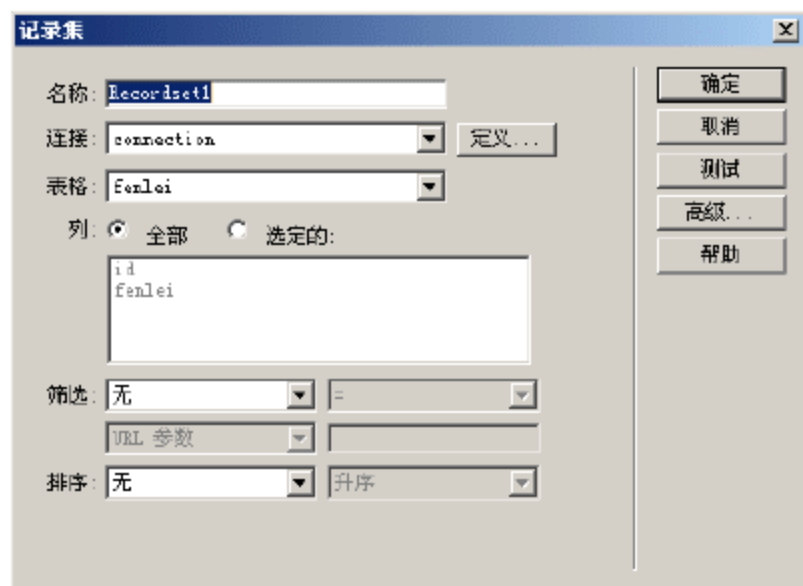 记录集
名称: Recordset1
连接: connection 定义...
表格: fenlei
列: 全部 选定的:
id
fenlei
筛选: 无 =
URL 参数
排序: 无 升序
确定
取消
测试
高级...
帮助